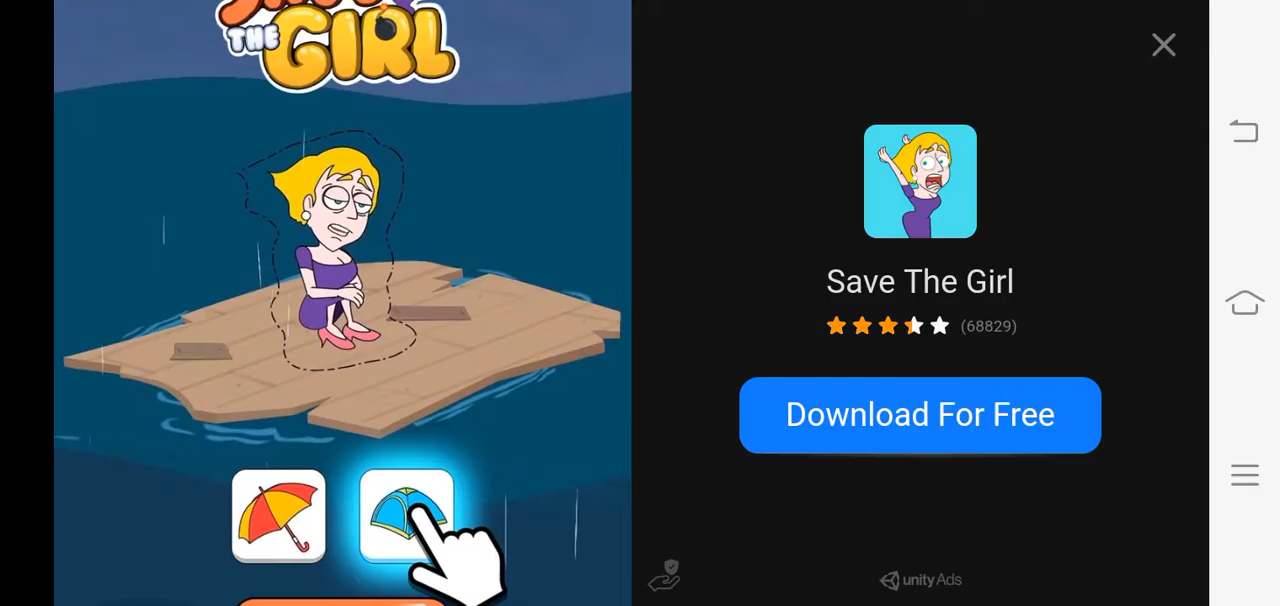 THE
GIRL
Save The Girl
(68829)
Download For Free
unity Ads